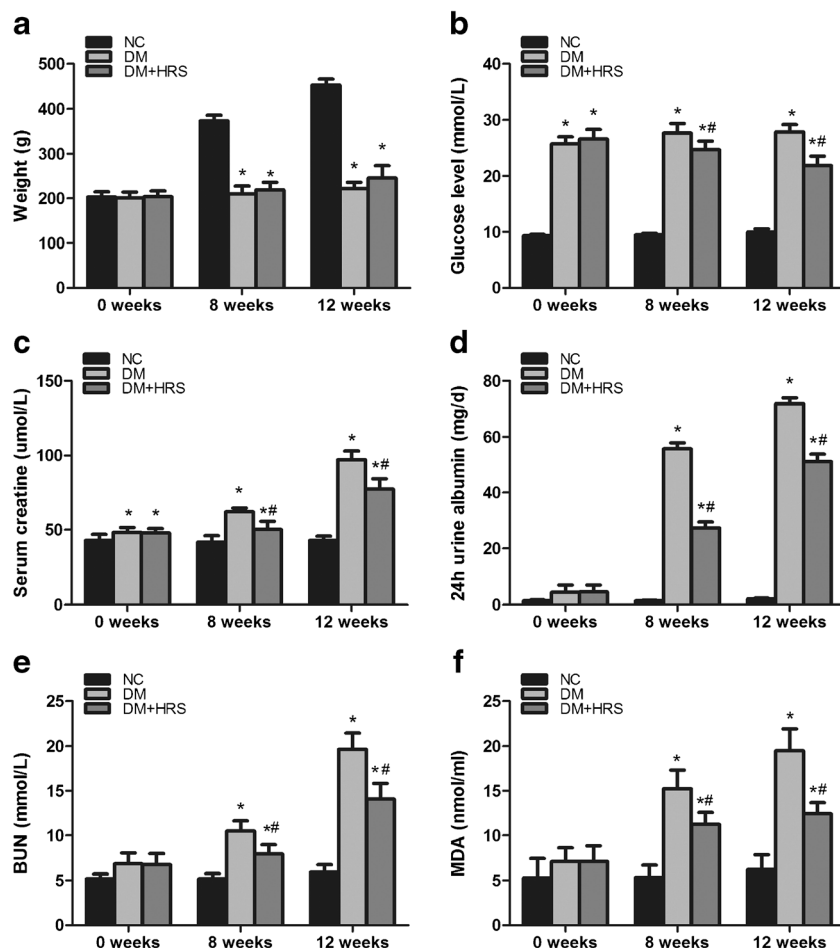 a
NC
DM
DM+HRS
Weight (g)
500
400
300
200
100
0
* * * *
0 weeks 8 weeks 12 weeks
b
NC
DM
DM+HRS
Glucose level (mmol/L)
40
30
20
10
0
* * * *# * *#
0 weeks 8 weeks 12 weeks
c
NC
DM
DM+HRS
Serum creatine (umol/L)
150
100
50
0
* * * *# * *#
0 weeks 8 weeks 12 weeks
d
NC
DM
DM+HRS
24h urine albumin (mg/d)
80
60
40
20
0
* *# * *#
0 weeks 8 weeks 12 weeks
e
NC
DM
DM+HRS
BUN (mmol/L)
25
20
15
10
5
0
* *# * *#
0 weeks 8 weeks 12 weeks
f
NC
DM
DM+HRS
MDA (nmol/ml)
25
20
15
10
5
0
* *# * *#
0 weeks 8 weeks 12 weeks